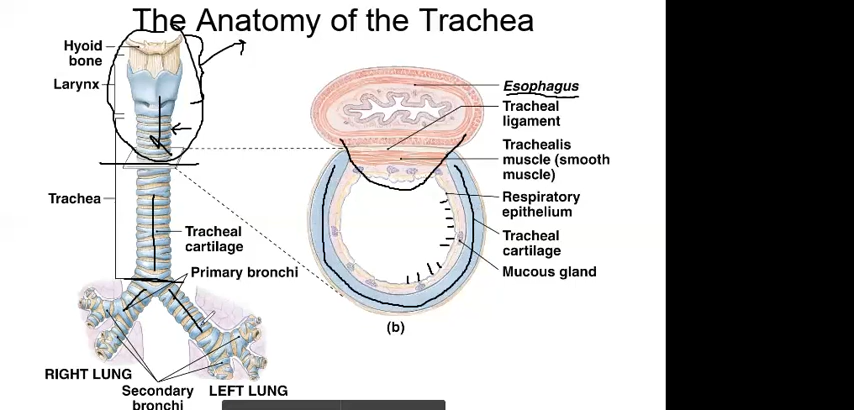 The Anatomy of the Trachea
Hyoid
bone
Larynx
Trachea
Tracheal
cartilage
Primary bronchi
RIGHT LUNG
Secondary
bronchi
LEFT LUNG
Esophagus
Tracheal
ligament
Trachealis
muscle (smooth
muscle)
Respiratory
epithelium
Tracheal
cartilage
Mucous gland
(b)